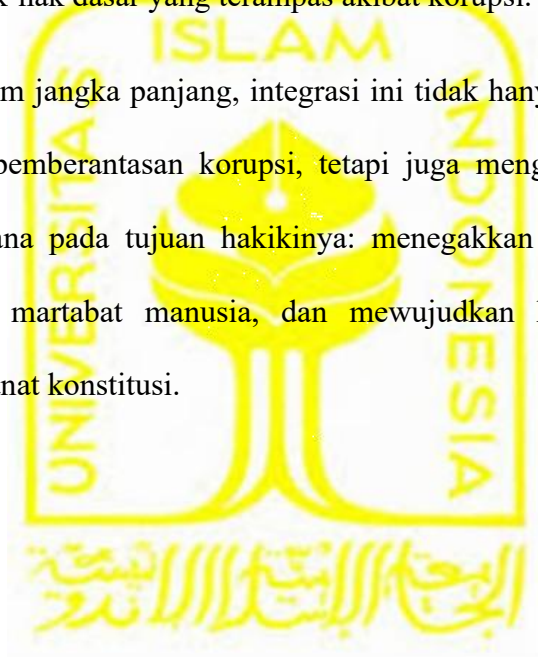 k-hak dasar yang terampas akibat korupsi.
ISLAM
m jangka panjang, integrasi ini tidak hany
pemberantasan korupsi, tetapi juga meng
ana pada tujuan hakikinya: menegakkan
martabat manusia, dan mewujudkan
nat konstitusi.
UNIVERSITAS
INDONESIA